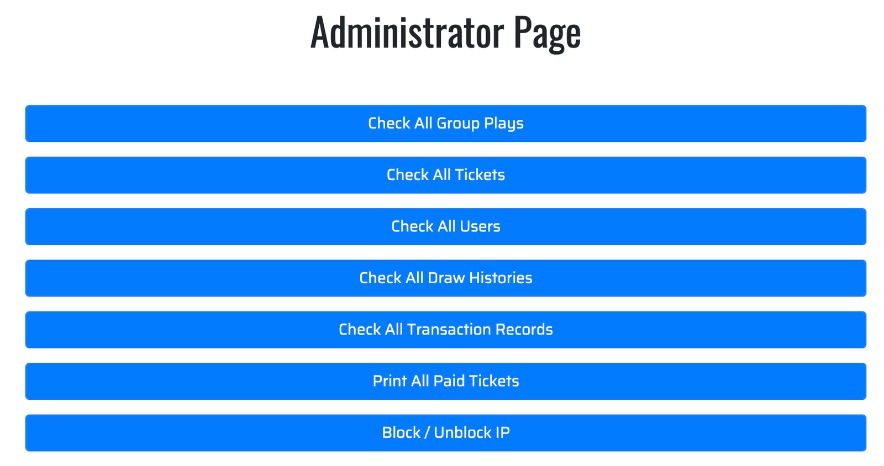 Administrator Page
Check All Group Plays
Check All Tickets
Check All Users
Check All Draw Histories
Check All Transaction Records
Print All Paid Tickets
Block / Unblock IP